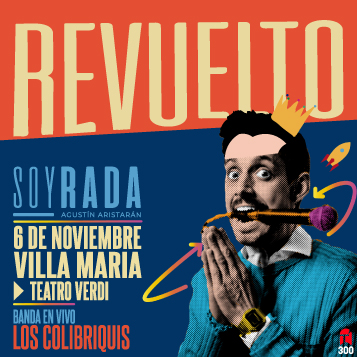 REVUELTO
SOYRADA
AGUSTÍN ARISTARÁN
6 DE NOVIEMBRE
VILLA MARIA
TEATRO VERDI
BANDA EN VIVO
LOS COLIBRIQUIS
300